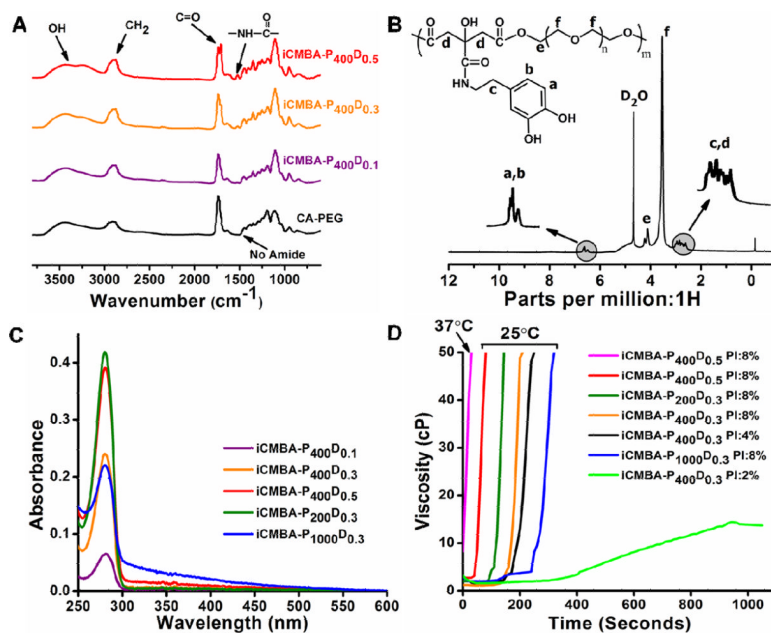 A
OH
CH2
C=O
O
—NH—C—
iCMBA-P400D0.5
iCMBA-P400D0.3
iCMBA-P400D0.1
CA-PEG
No Amide
3500 3000 2500 2000 1500 1000
Wavenumber (cm-1)
B
O OH O f f
O O O O
d d e n m
O
HN b
c a
OH
OH
D2O
f
c,d
a,b
e
12 10 8 6 4 2 0
Parts per million:1H
C
0.4
0.3
0.2
0.1
0.0
Absorbance
iCMBA-P400D0.1
iCMBA-P400D0.3
iCMBA-P400D0.5
iCMBA-P200D0.3
iCMBA-P1000D0.3
250 300 350 400 450 500 550 600
Wavelength (nm)
D
37°C
25°C
50
40
30
20
10
0
Viscosity (cP)
iCMBA-P400D0.5 PI:8%
iCMBA-P400D0.5 PI:8%
iCMBA-P200D0.3 PI:8%
iCMBA-P400D0.3 PI:8%
iCMBA-P400D0.3 PI:4%
iCMBA-P1000D0.3 PI:8%
iCMBA-P400D0.3 PI:2%
0 200 400 600 800 1000
Time (Seconds)